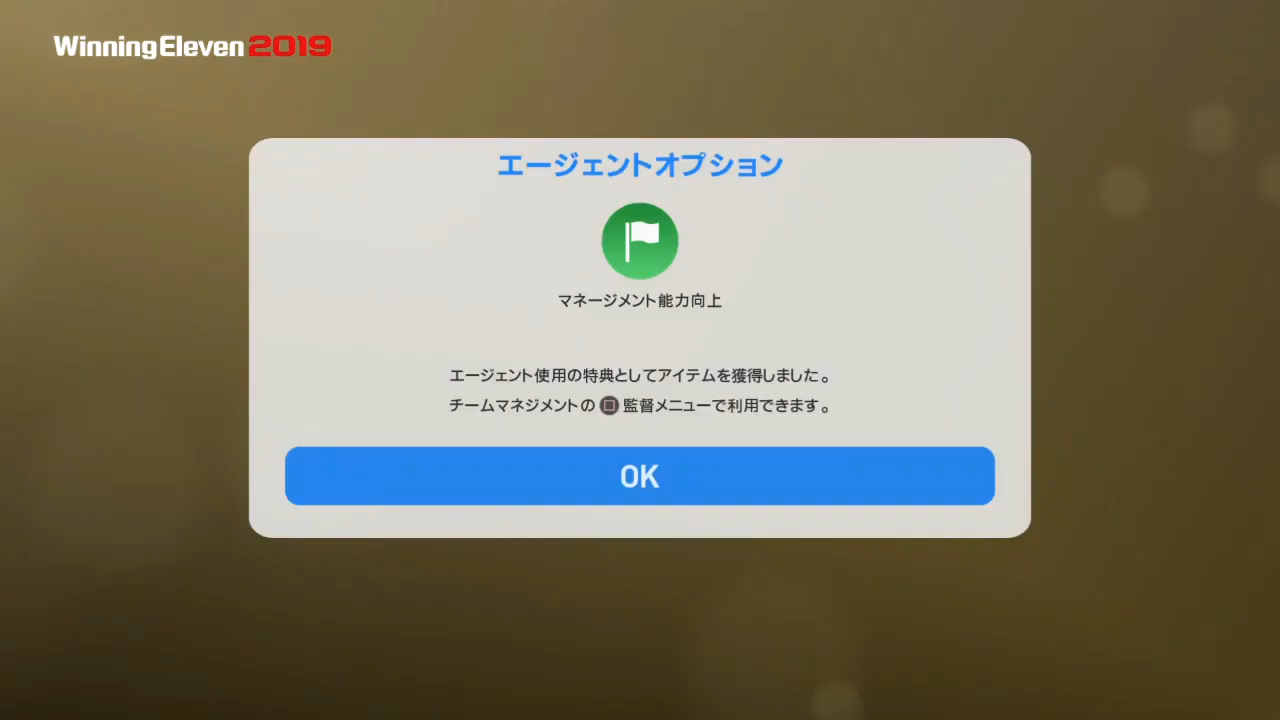 WinningEleven 2019
エージェントオプション
マネージメント能力向上
エージェント使用の特典としてアイテムを獲得しました。
チームマネジメントの 監督メニューで利用できます。
OK